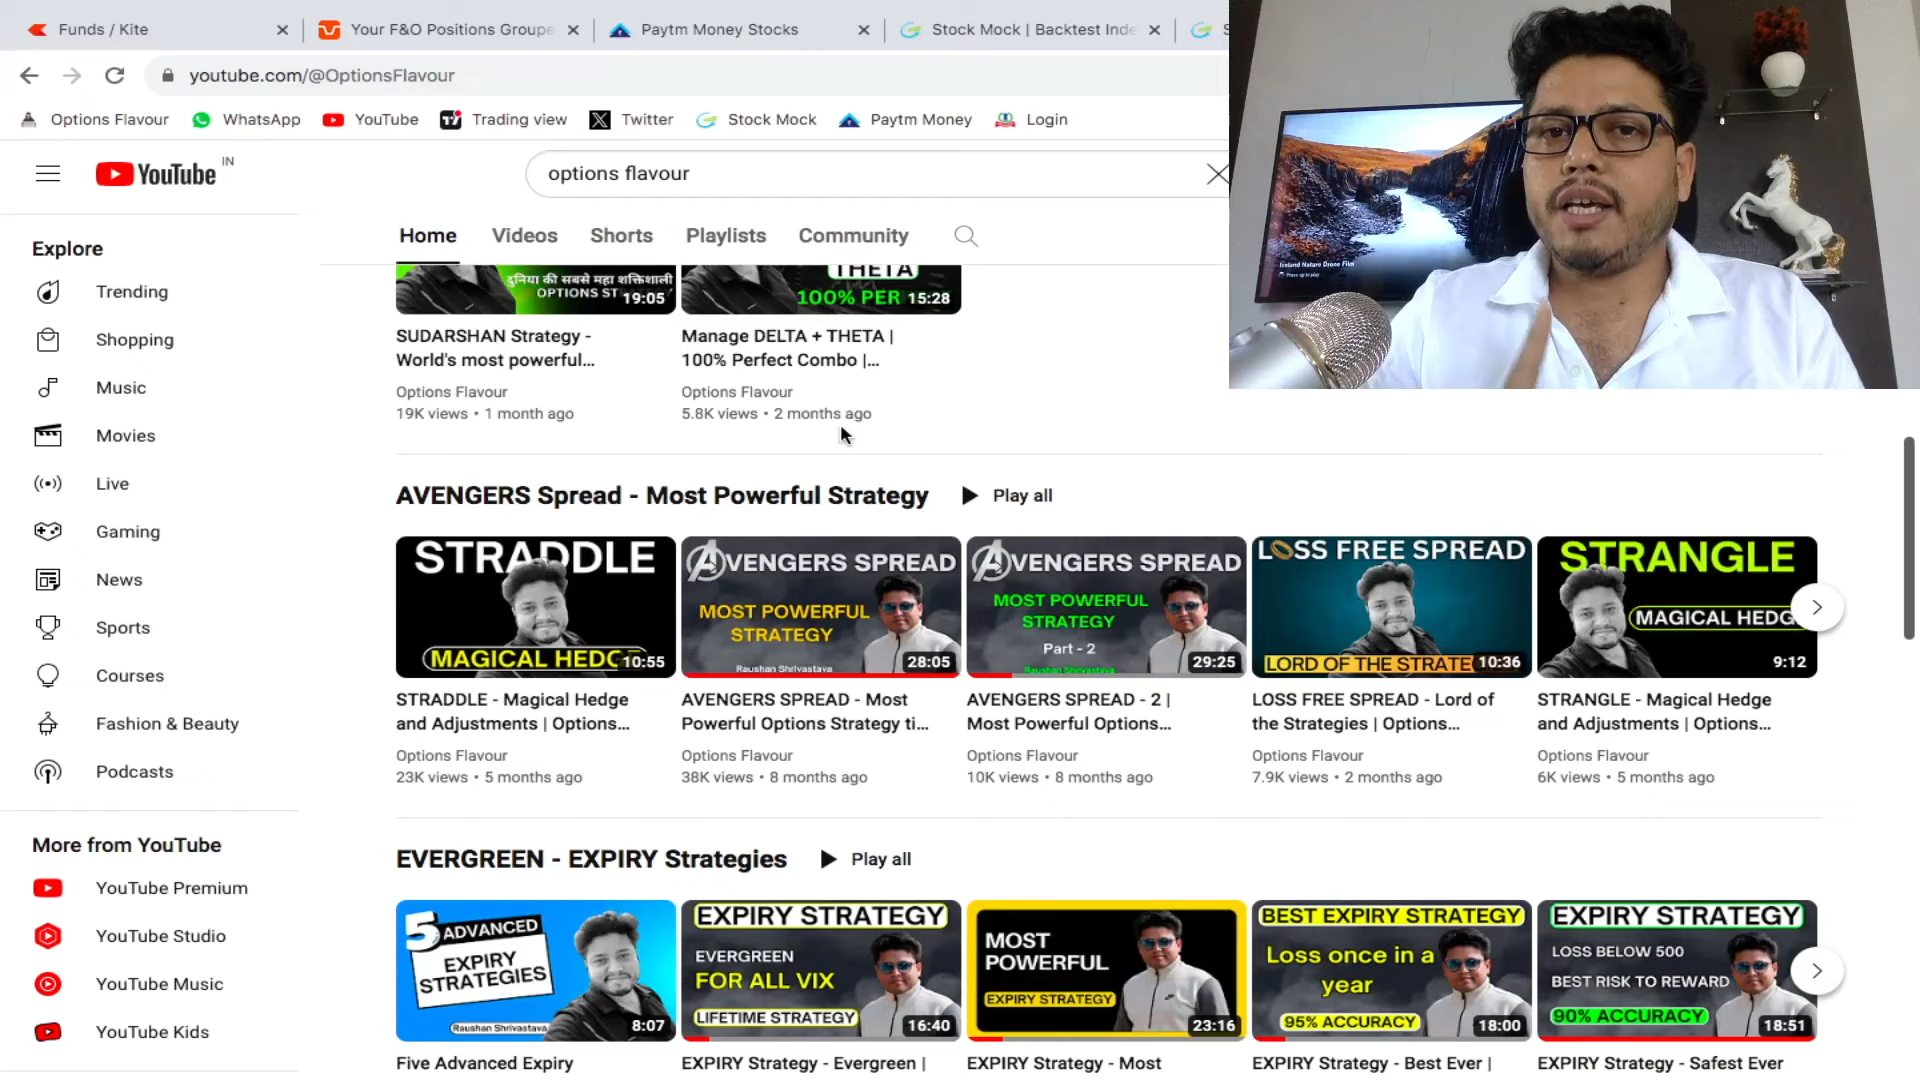 Funds / Kite
Your F&O Positions Groupe
Paytm Money Stocks
Stock Mock | Backtest Inde
youtube.com/@OptionsFlavour
Options Flavour
WhatsApp
YouTube
Trading view
Twitter
Stock Mock
Paytm Money
Login
YouTube IN
options flavour
Home
Videos
Shorts
Playlists
Community
Explore
Trending
Shopping
Music
Movies
Live
Gaming
News
Sports
Courses
Fashion & Beauty
Podcasts
More from YouTube
YouTube Premium
YouTube Studio
YouTube Music
YouTube Kids
दुनिया की सबसे महा शक्तिशाली
OPTIONS ST
19:05
THETA
100% PER
15:28
SUDARSHAN Strategy -
World's most powerful...
Options Flavour
19K views • 1 month ago
Manage DELTA + THETA |
100% Perfect Combo |...
Options Flavour
5.8K views • 2 months ago
Iceland Nature Drone Film
AVENGERS Spread - Most Powerful Strategy
Play all
STRADDLE
MAGICAL HEDG
10:55
AVENGERS SPREAD
MOST POWERFUL
STRATEGY
Raushan Shrivastava
28:05
AVENGERS SPREAD
MOST POWERFUL
STRATEGY
Part - 2
Raushan Shrivastava
29:25
LOSS FREE SPREAD
LORD OF THE STRATE
10:36
STRANGLE
MAGICAL HEDG
9:12
STRADDLE - Magical Hedge
and Adjustments | Options...
Options Flavour
23K views • 5 months ago
AVENGERS SPREAD - Most
Powerful Options Strategy ti...
Options Flavour
38K views • 8 months ago
AVENGERS SPREAD - 2 |
Most Powerful Options...
Options Flavour
10K views • 8 months ago
LOSS FREE SPREAD - Lord of
the Strategies | Options...
Options Flavour
7.9K views • 2 months ago
STRANGLE - Magical Hedge
and Adjustments | Options...
Options Flavour
6K views • 5 months ago
EVERGREEN - EXPIRY Strategies
Play all
5 ADVANCED
EXPIRY
STRATEGIES
Raushan Shrivastava
8:07
EXPIRY STRATEGY
EVERGREEN
FOR ALL VIX
LIFETIME STRATEGY
16:40
MOST
POWERFUL
EXPIRY STRATEGY
23:16
BEST EXPIRY STRATEGY
Loss once in a
year
95% ACCURACY
18:00
EXPIRY STRATEGY
LOSS BELOW 500
BEST RISK TO REWARD
90% ACCURACY
18:51
Five Advanced Expiry
EXPIRY Strategy - Evergreen |
EXPIRY Strategy - Most
EXPIRY Strategy - Best Ever |
EXPIRY Strategy - Safest Ever